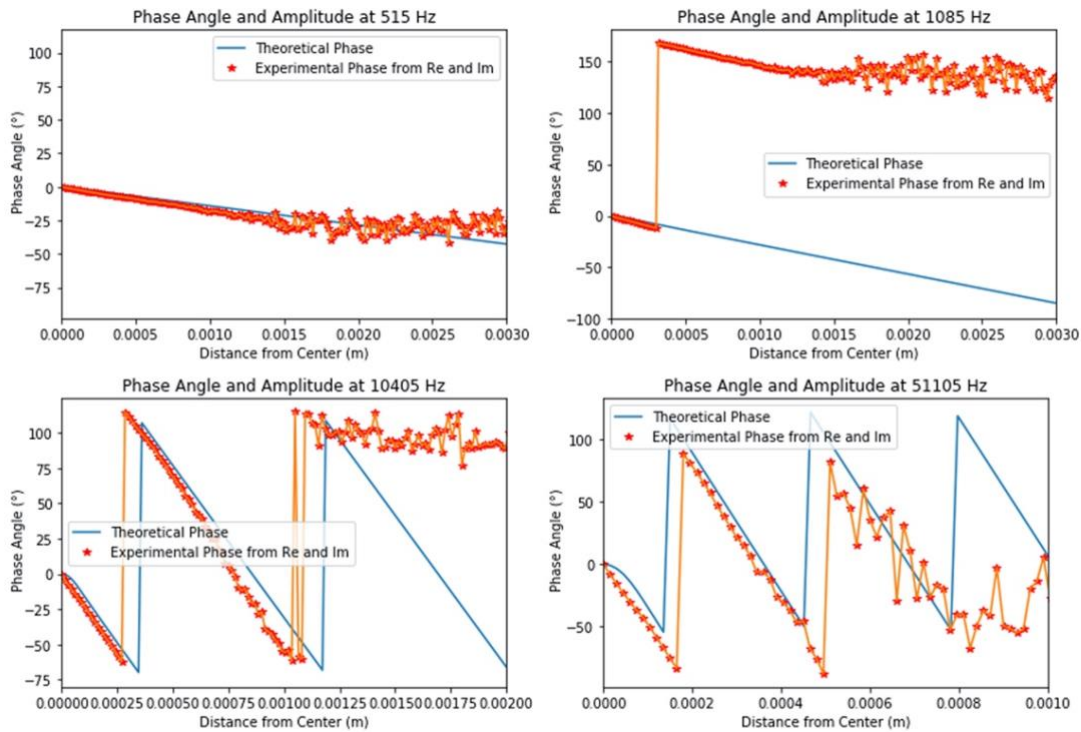 Phase Angle and Amplitude at 515 Hz
Theoretical Phase
Experimental Phase from Re and Im
Phase Angle (°)
100
75
50
25
0
−25
−50
−75
0.0000 0.0005 0.0010 0.0015 0.0020 0.0025 0.0030
Distance from Center (m)
Phase Angle and Amplitude at 1085 Hz
Theoretical Phase
Experimental Phase from Re and Im
Phase Angle (°)
150
100
50
0
−50
−100
0.0000 0.0005 0.0010 0.0015 0.0020 0.0025 0.0030
Distance from Center (m)
Phase Angle and Amplitude at 10405 Hz
Theoretical Phase
Experimental Phase from Re and Im
Phase Angle (°)
100
75
50
25
0
−25
−50
−75
0.00000 0.00025 0.00050 0.00075 0.00100 0.00125 0.00150 0.00175 0.00200
Distance from Center (m)
Phase Angle and Amplitude at 51105 Hz
Theoretical Phase
Experimental Phase from Re and Im
Phase Angle (°)
100
50
0
−50
0.0000 0.0002 0.0004 0.0006 0.0008 0.0010
Distance from Center (m)